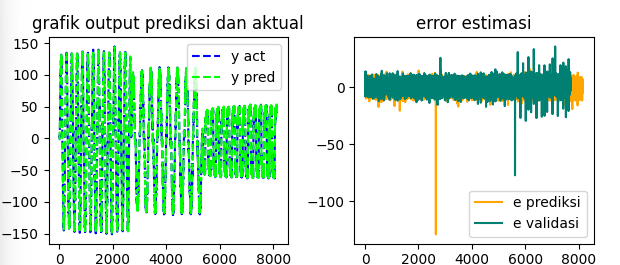 grafik output prediksi dan aktual
150
100
50
0
−50
−100
−150
0 2000 4000 6000 8000
y act
y pred
error estimasi
0
−50
−100
0 2000 4000 6000 8000
e prediksi
e validasi